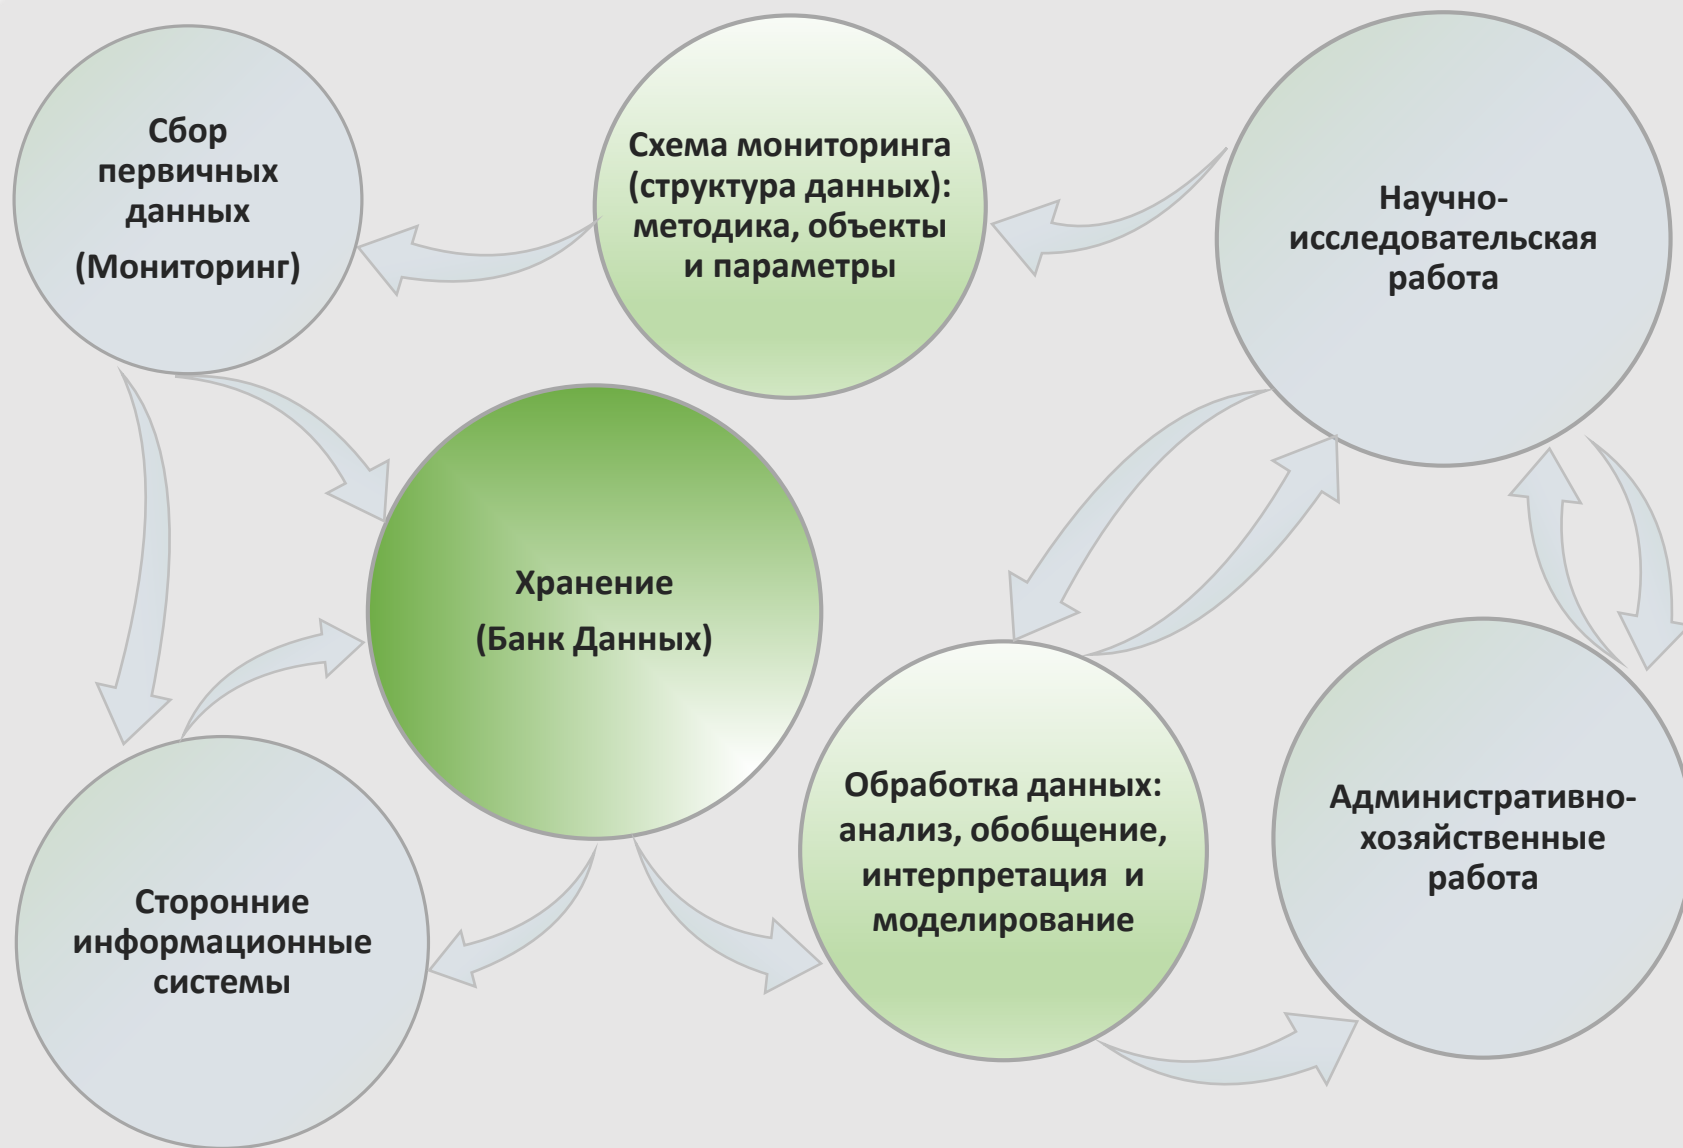 Сбор
первичных
данных
(Мониторинг)
Схема мониторинга
(структура данных):
методика, объекты
и параметры
Научно-
исследовательская
работа
Хранение
(Банк Данных)
Обработка данных:
анализ, обобщение,
интерпретация и
моделирование
Административно-
хозяйственные
работа
Сторонние
информационные
системы